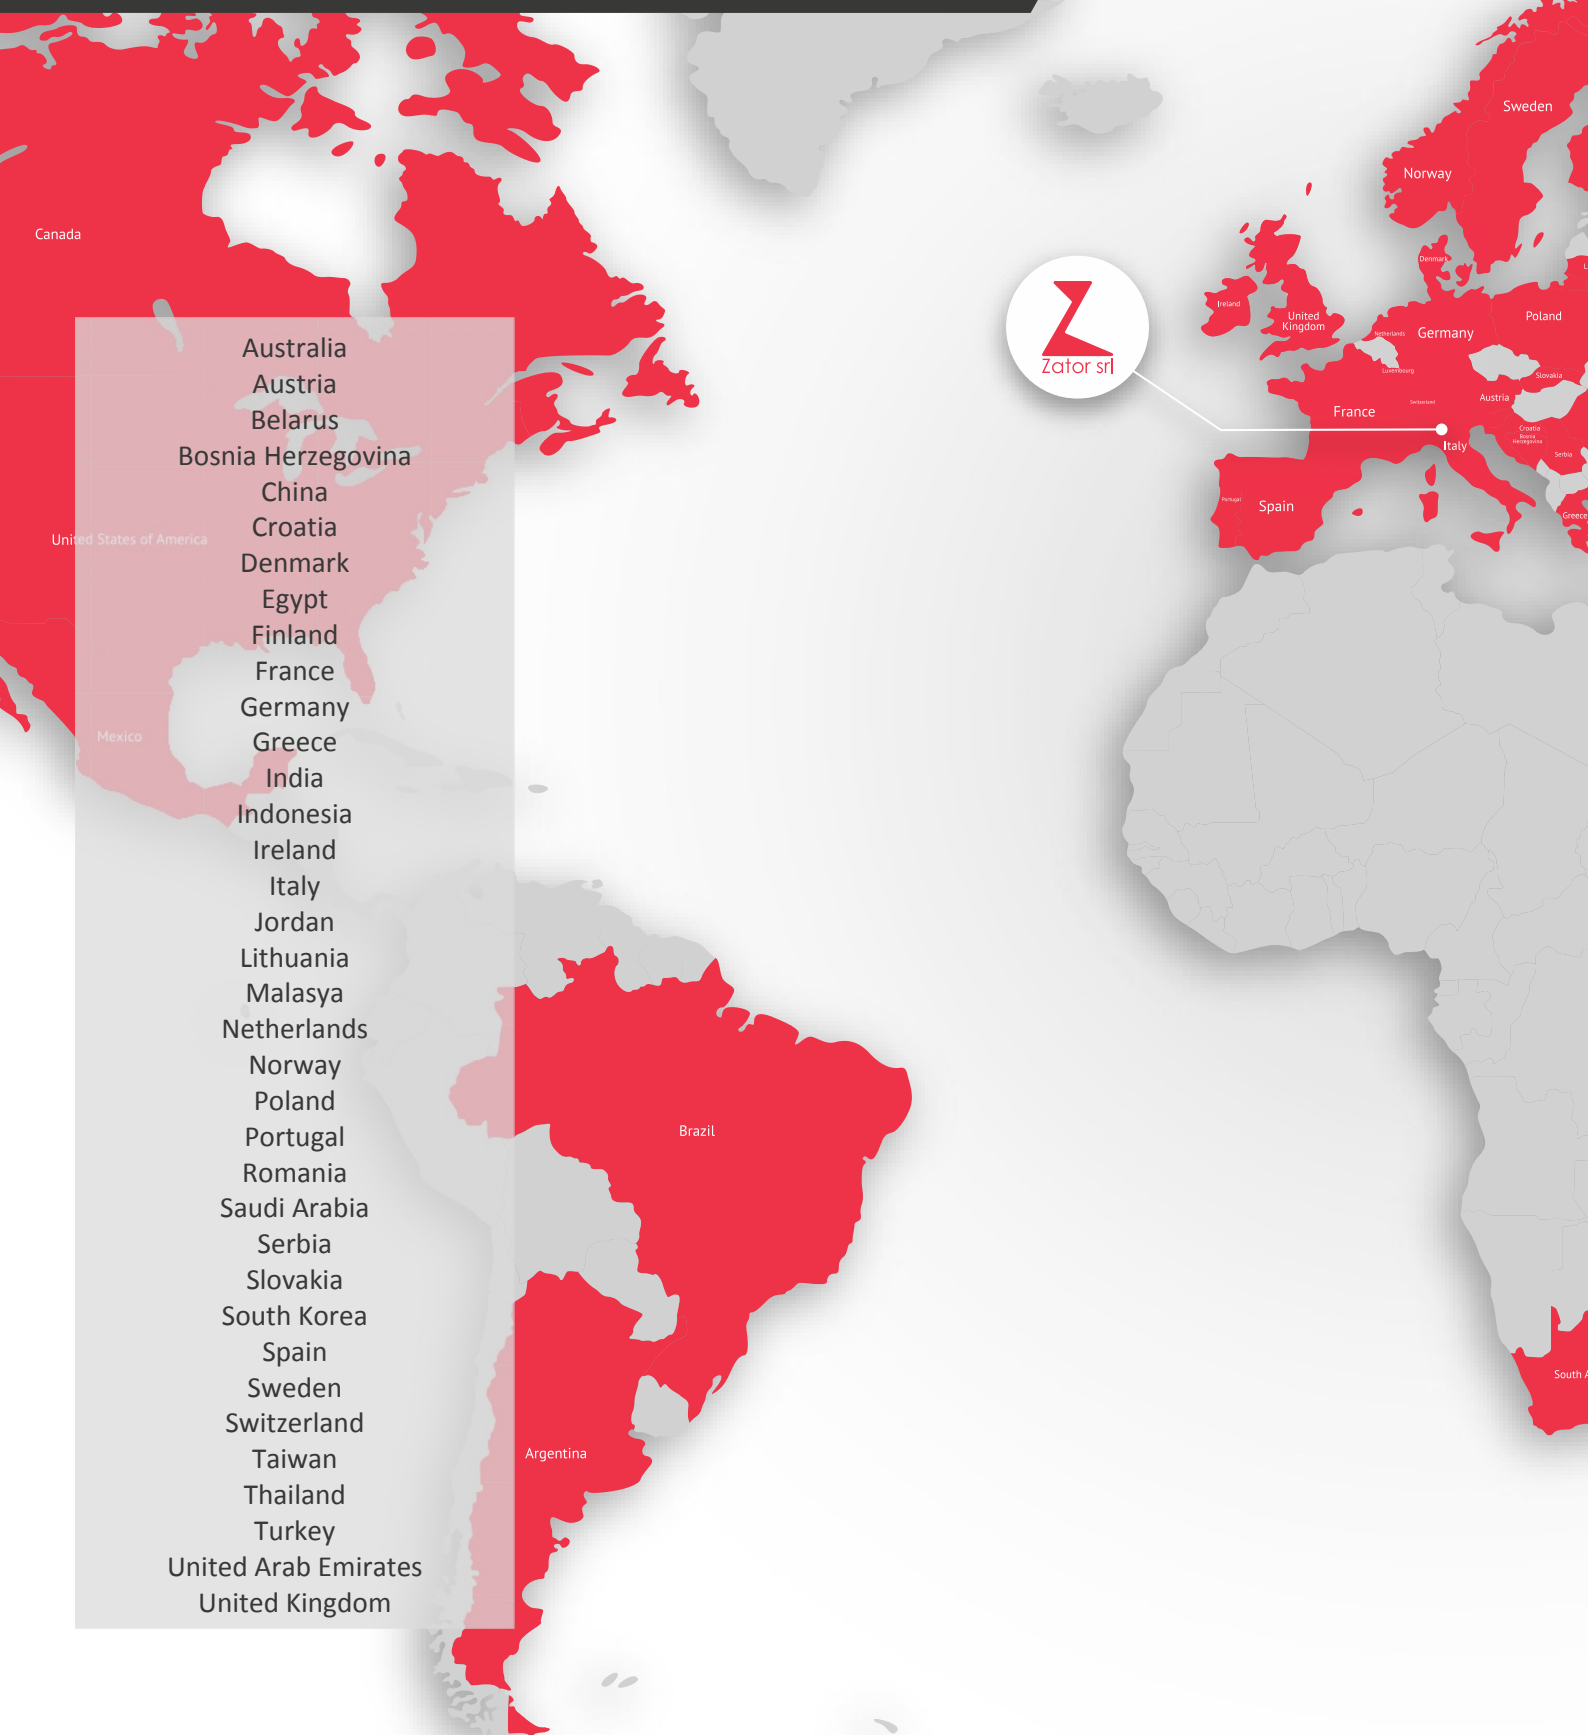 Sweden
Norway
Canada
Denmark
Ireland
United
Kingdom
Poland
Netherlands
Germany
Zator srl
Luxembourg
Slovakia
Austria
Switzerland
France
Croatia
Bosnia
Herzegovina
Italy
Serbia
Portugal
Spain
Greece
United States of America
Mexico
Brazil
South A
Argentina
Australia
Austria
Belarus
Bosnia Herzegovina
China
Croatia
Denmark
Egypt
Finland
France
Germany
Greece
India
Indonesia
Ireland
Italy
Jordan
Lithuania
Malasya
Netherlands
Norway
Poland
Portugal
Romania
Saudi Arabia
Serbia
Slovakia
South Korea
Spain
Sweden
Switzerland
Taiwan
Thailand
Turkey
United Arab Emirates
United Kingdom